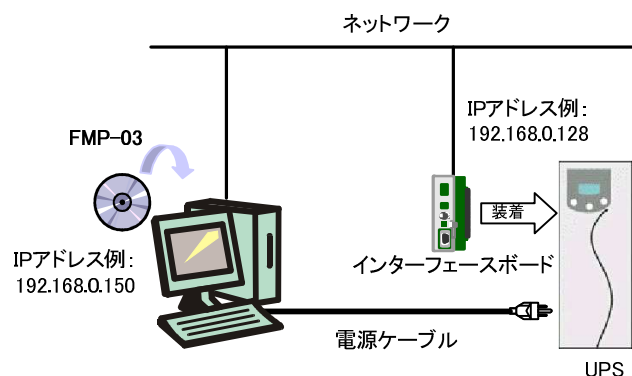 ネットワーク
IPアドレス例:
192.168.0.128
FMP-03
装着
IPアドレス例:
192.168.0.150
インターフェースボード
電源ケーブル
UPS